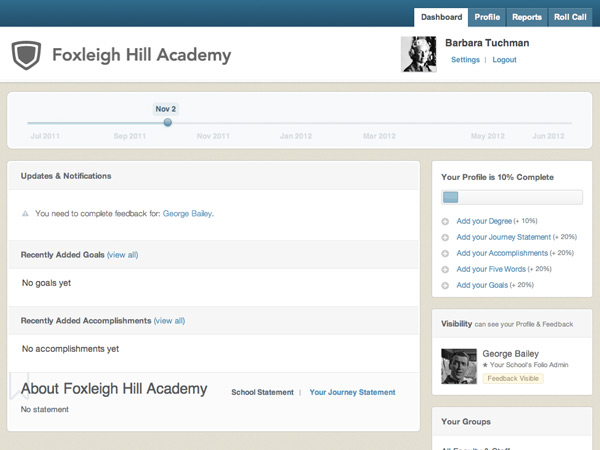 Dashboard Profile Reports Roll Call
Foxleigh Hill Academy
Barbara Tuchman
Settings | Logout
Nov 2
Jul 2011 Sep 2011 Nov 2011 Jan 2012 Mar 2012 May 2012 Jun 2012
Updates & Notifications
You need to complete feedback for: George Bailey.
Recently Added Goals (view all)
No goals yet
Recently Added Accomplishments (view all)
No accomplishments yet
About Foxleigh Hill Academy School Statement | Your Journey Statement
No statement
Your Profile is 10% Complete
Add your Degree (+ 10%)
Add your Journey Statement (+ 20%)
Add your Accomplishments (+ 20%)
Add your Five Words (+ 20%)
Add your Goals (+ 20%)
Visibility can see your Profile & Feedback
George Bailey
★ Your School's Folio Admin
Feedback Visible
Your Groups